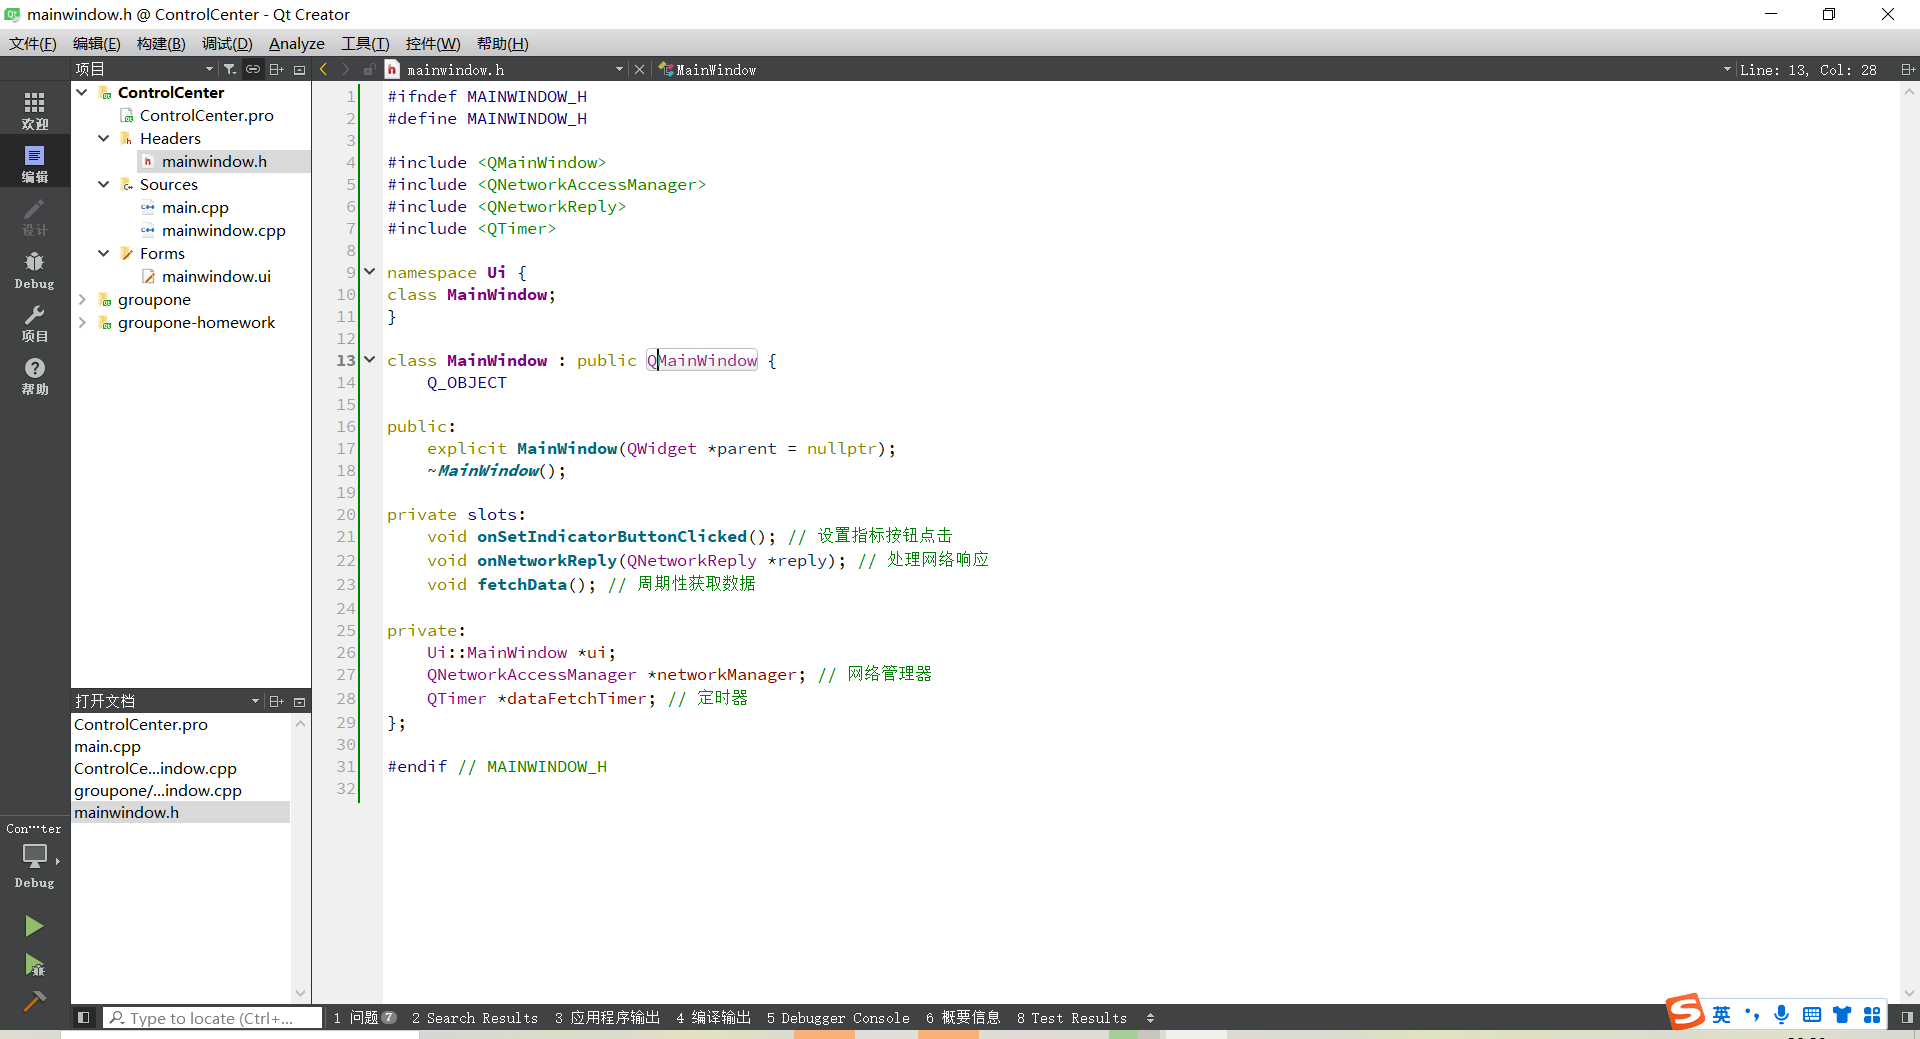 mainwindow.h @ ControlCenter - Qt Creator
文件(F) 编辑(E) 构建(B) 调试(D) Analyze 工具(T) 控件(W) 帮助(H)
项目
mainwindow.h
MainWindow
Line: 13, Col: 28
欢迎
编辑
设计
Debug
项目
帮助
Con···ter
Debug
ControlCenter
ControlCenter.pro
Headers
mainwindow.h
Sources
main.cpp
mainwindow.cpp
Forms
mainwindow.ui
groupone
groupone-homework
打开文档
ControlCenter.pro
main.cpp
ControlCe...indow.cpp
groupone/...indow.cpp
mainwindow.h
1 #ifndef MAINWINDOW_H
2 #define MAINWINDOW_H
3
4 #include <QMainWindow>
5 #include <QNetworkAccessManager>
6 #include <QNetworkReply>
7 #include <QTimer>
8
9 namespace Ui {
10 class MainWindow;
11 }
12
13 class MainWindow : public QMainWindow {
14     Q_OBJECT
15
16 public:
17     explicit MainWindow(QWidget *parent = nullptr);
18     ~MainWindow();
19
20 private slots:
21     void onSetIndicatorButtonClicked(); // 设置指标按钮点击
22     void onNetworkReply(QNetworkReply *reply); // 处理网络响应
23     void fetchData(); // 周期性获取数据
24
25 private:
26     Ui::MainWindow *ui;
27     QNetworkAccessManager *networkManager; // 网络管理器
28     QTimer *dataFetchTimer; // 定时器
29 };
30
31 #endif // MAINWINDOW_H
32
Type to locate (Ctrl+...
1 问题 7 2 Search Results 3 应用程序输出 4 编译输出 5 Debugger Console 6 概要信息 8 Test Results
S 英